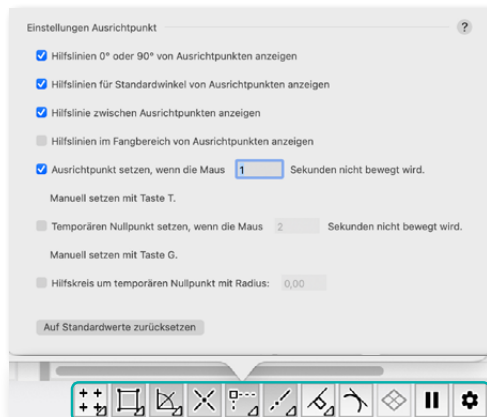 Einstellungen Ausrichtpunkt ?
Hilfslinien 0° oder 90° von Ausrichtpunkten anzeigen
Hilfslinien für Standardwinkel von Ausrichtpunkten anzeigen
Hilfslinie zwischen Ausrichtpunkten anzeigen
Hilfslinien im Fangbereich von Ausrichtpunkten anzeigen
Ausrichtpunkt setzen, wenn die Maus 1 Sekunden nicht bewegt wird.
Manuell setzen mit Taste T.
Temporären Nullpunkt setzen, wenn die Maus 2 Sekunden nicht bewegt wird.
Manuell setzen mit Taste G.
Hilfskreis um temporären Nullpunkt mit Radius: 0,00
Auf Standardwerte zurücksetzen